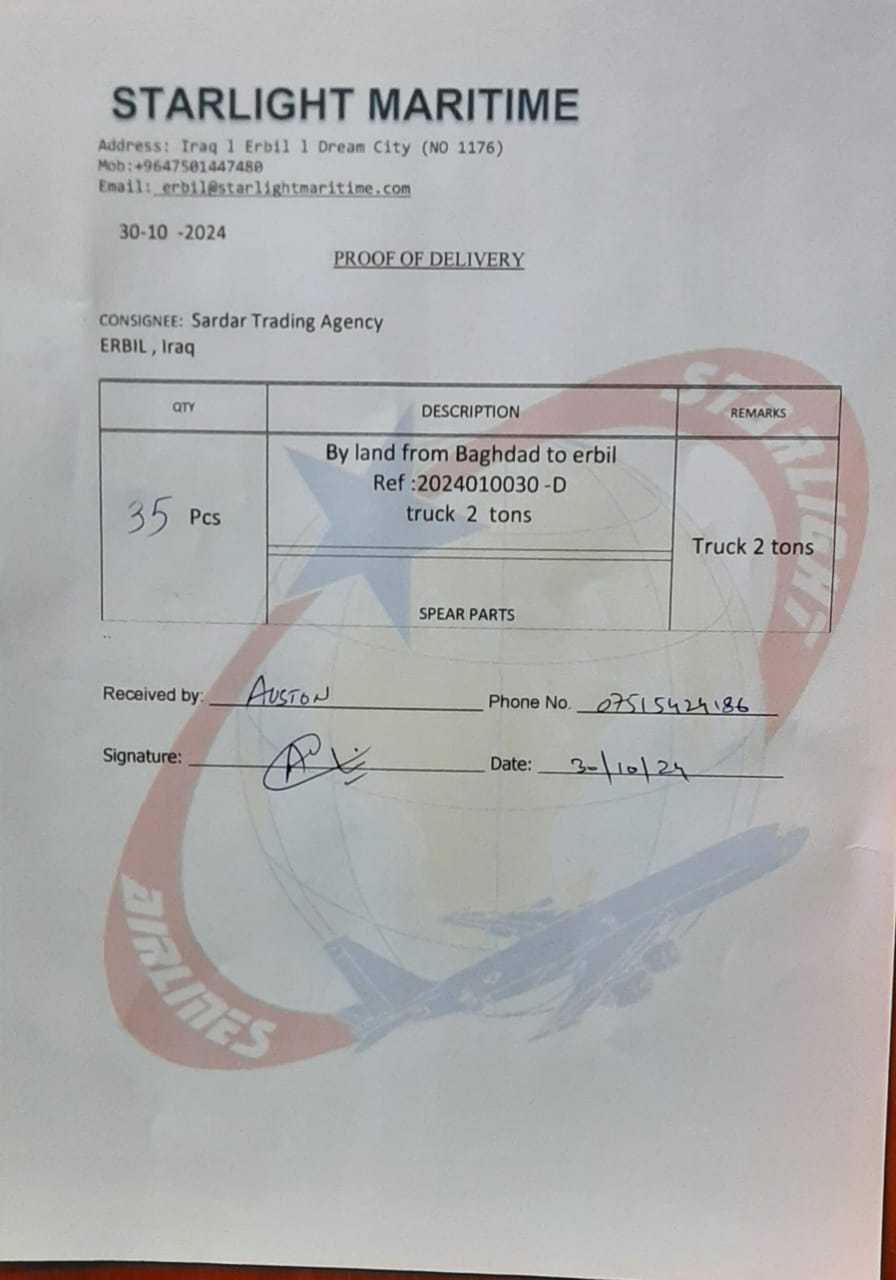 STARLIGHT MARITIME
Address: Iraq l Erbil l Dream City (NO 1176)
Mob:+9647501447480
Email: erbil@starlightmaritime.com
30-10 -2024
PROOF OF DELIVERY
CONSIGNEE: Sardar Trading Agency
ERBIL , Iraq
QTY DESCRIPTION REMARKS
By land from Baghdad to erbil
Ref :2024010030 -D
truck 2 tons
35 Pcs
Truck 2 tons
SPEAR PARTS
..
Received by: AUSTON Phone No. 07515424186
Signature: Date: 30/10/24
STARLIGHT
AIRLINES